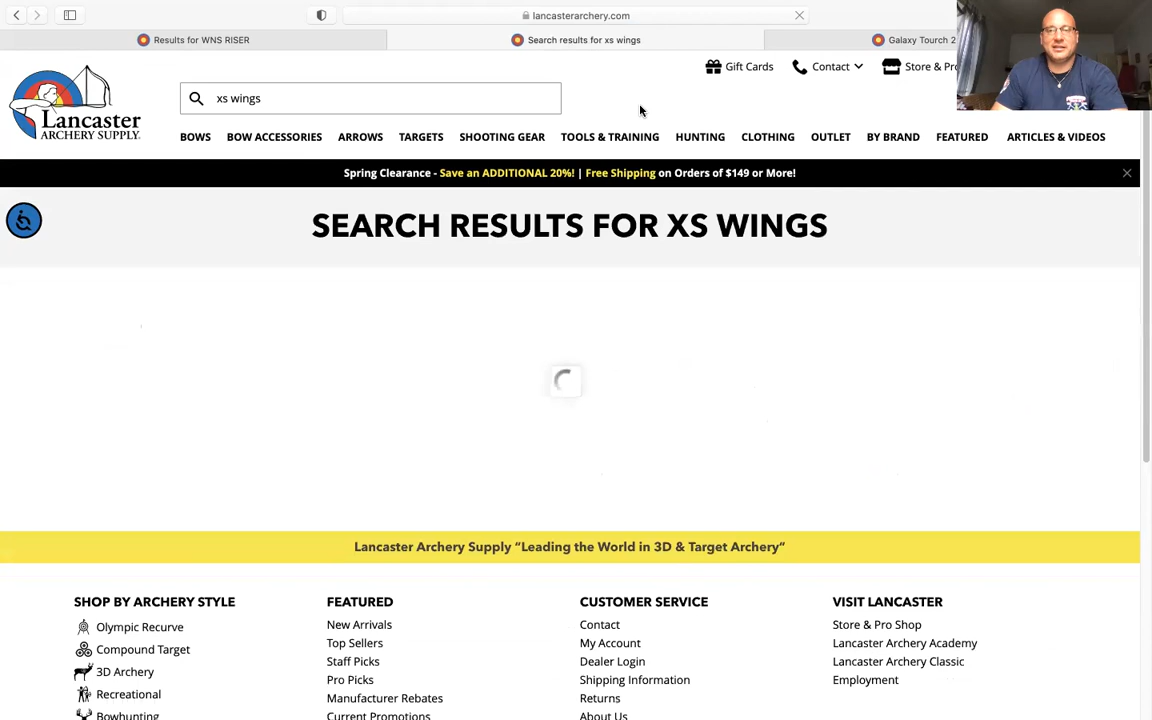 lancasterarchery.com
Results for WNS RISER
Search results for xs wings
Galaxy Tourch 2
Gift Cards
Contact
Store & Pro
Lancaster
ARCHERY SUPPLY
xs wings
BOWS BOW ACCESSORIES ARROWS TARGETS SHOOTING GEAR TOOLS & TRAINING HUNTING CLOTHING OUTLET BY BRAND FEATURED ARTICLES & VIDEOS
Spring Clearance - Save an ADDITIONAL 20%! | Free Shipping on Orders of $149 or More!
SEARCH RESULTS FOR XS WINGS
Lancaster Archery Supply “Leading the World in 3D & Target Archery”
SHOP BY ARCHERY STYLE
Olympic Recurve
Compound Target
3D Archery
Recreational
Bowhunting
FEATURED
New Arrivals
Top Sellers
Staff Picks
Pro Picks
Manufacturer Rebates
Current Promotions
CUSTOMER SERVICE
Contact
My Account
Dealer Login
Shipping Information
Returns
About Us
VISIT LANCASTER
Store & Pro Shop
Lancaster Archery Academy
Lancaster Archery Classic
Employment